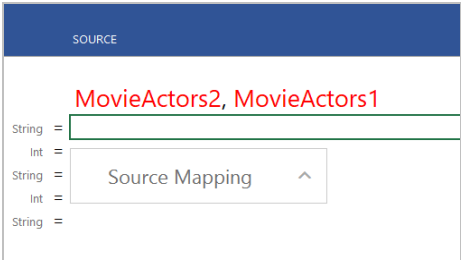 SOURCE
MovieActors2, MovieActors1
String =
Int =
Source Mapping
String =
Int =
String =